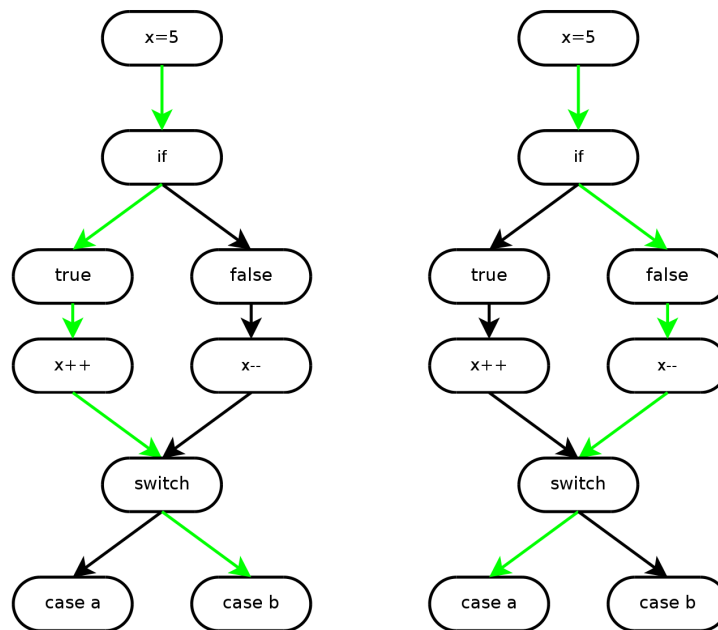 x=5
if
true
false
x++
x--
switch
case a
case b
x=5
if
true
false
x++
x--
switch
case a
case b